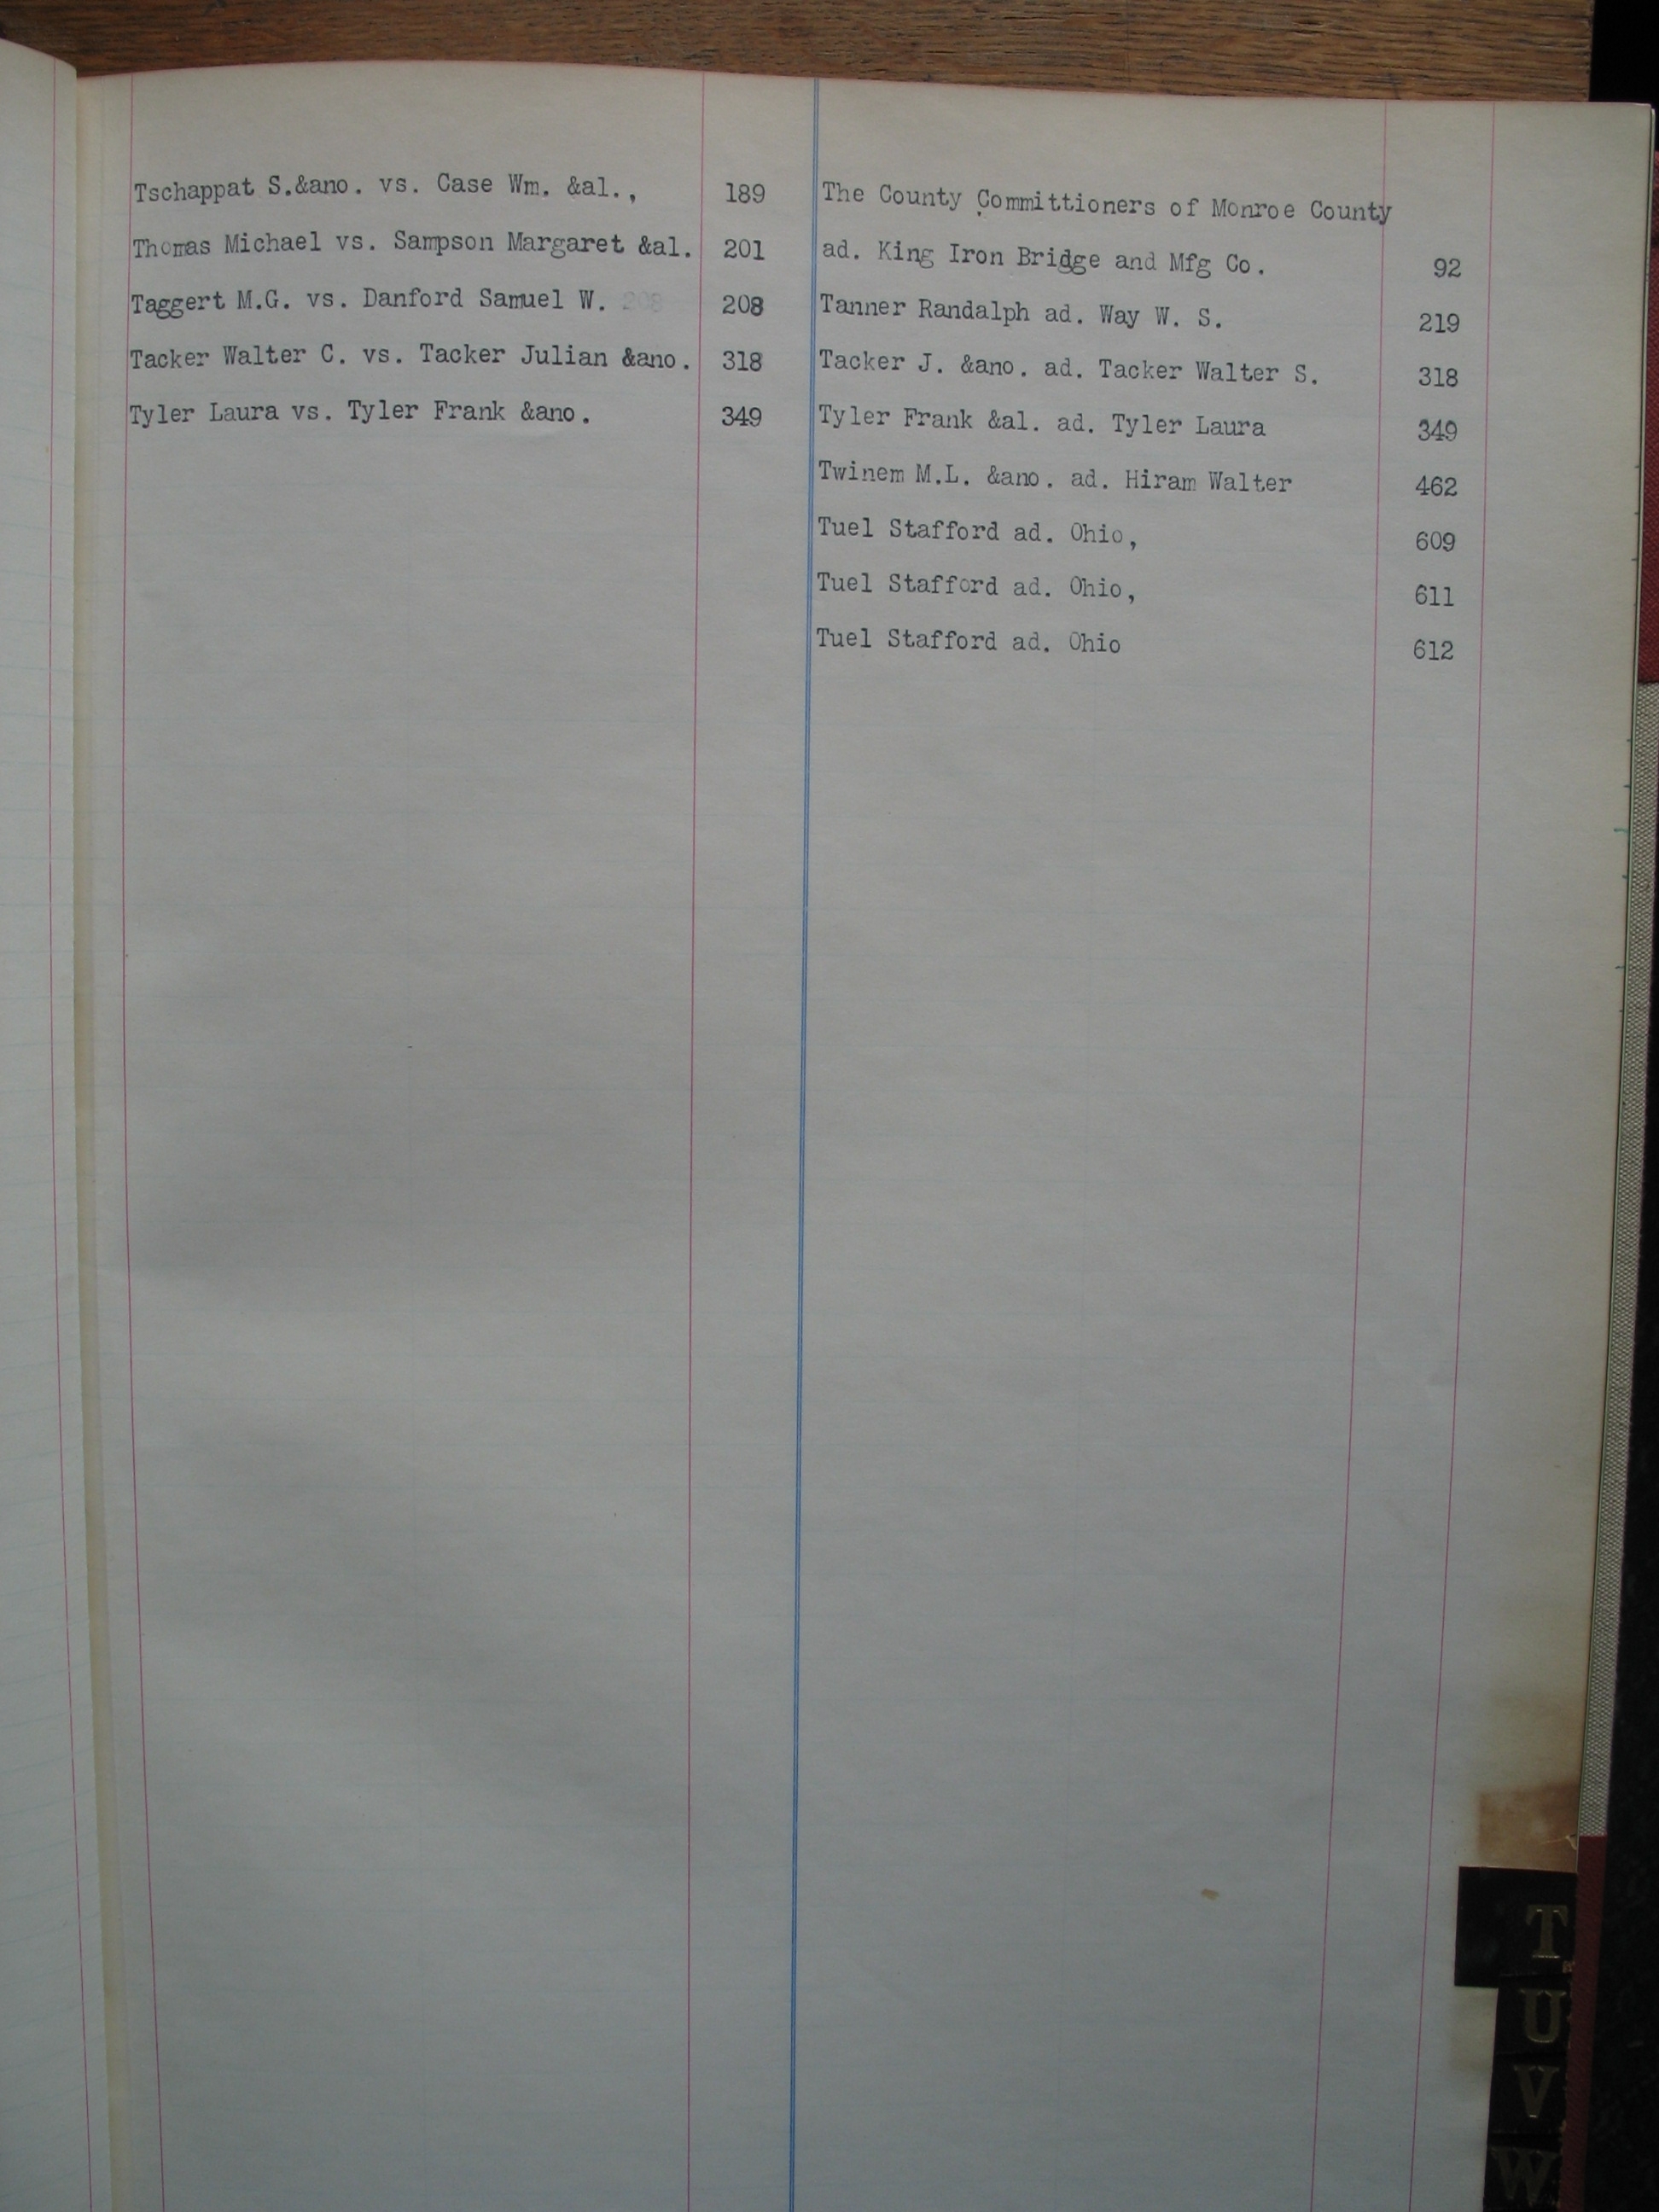 Tschappat S.&ano. vs. Case Wm. &al., 189
Thomas Michael vs. Sampson Margaret &al. 201
Taggert M.G. vs. Danford Samuel W. 208 208
Tacker Walter C. vs. Tacker Julian &ano. 318
Tyler Laura vs. Tyler Frank &ano. 349
The County Committioners of Monroe County
ad. King Iron Bridge and Mfg Co. 92
Tanner Randalph ad. Way W. S. 219
Tacker J. &ano. ad. Tacker Walter S. 318
Tyler Frank &al. ad. Tyler Laura 349
Twinem M.L. &ano. ad. Hiram Walter 462
Tuel Stafford ad. Ohio, 609
Tuel Stafford ad. Ohio, 611
Tuel Stafford ad. Ohio 612
T
U
V
W